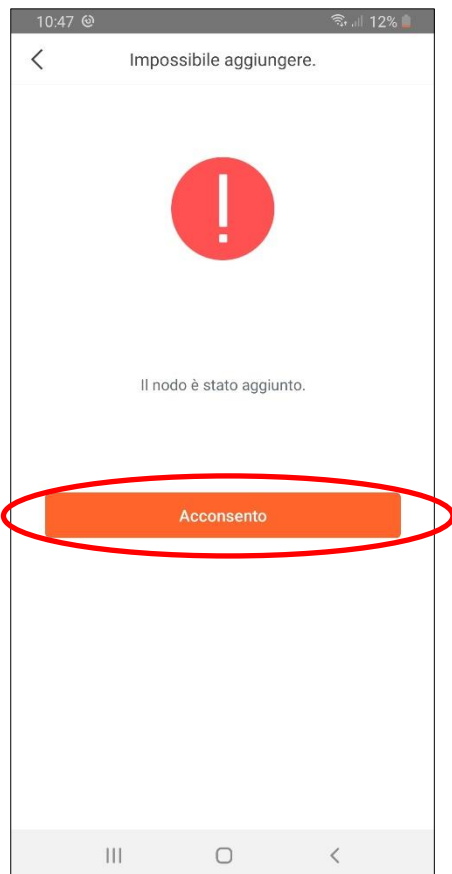 10:47 12%
Impossibile aggiungere.
Il nodo è stato aggiunto.
Acconsento